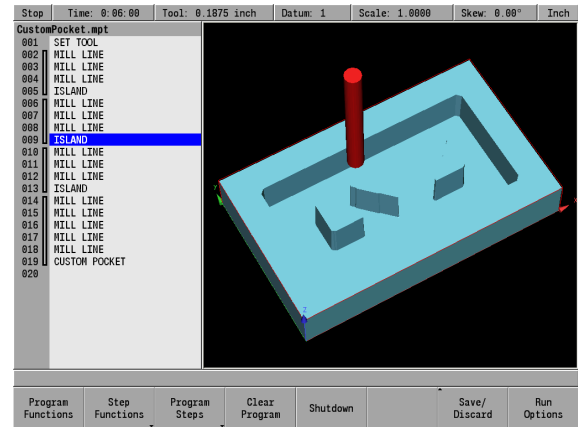 Stop Time: 0:06:00 Tool: 0.1875 inch Datum: 1 Scale: 1.0000 Skew: 0.00° Inch
CustomPocket.mpt
001 SET TOOL
002 MILL LINE
003 MILL LINE
004 MILL LINE
005 ISLAND
006 MILL LINE
007 MILL LINE
008 MILL LINE
009 ISLAND
010 MILL LINE
011 MILL LINE
012 MILL LINE
013 ISLAND
014 MILL LINE
015 MILL LINE
016 MILL LINE
017 MILL LINE
018 MILL LINE
019 CUSTOM POCKET
020
Program Functions
Step Functions
Program Steps
Clear Program
Shutdown
Save/ Discard
Run Options